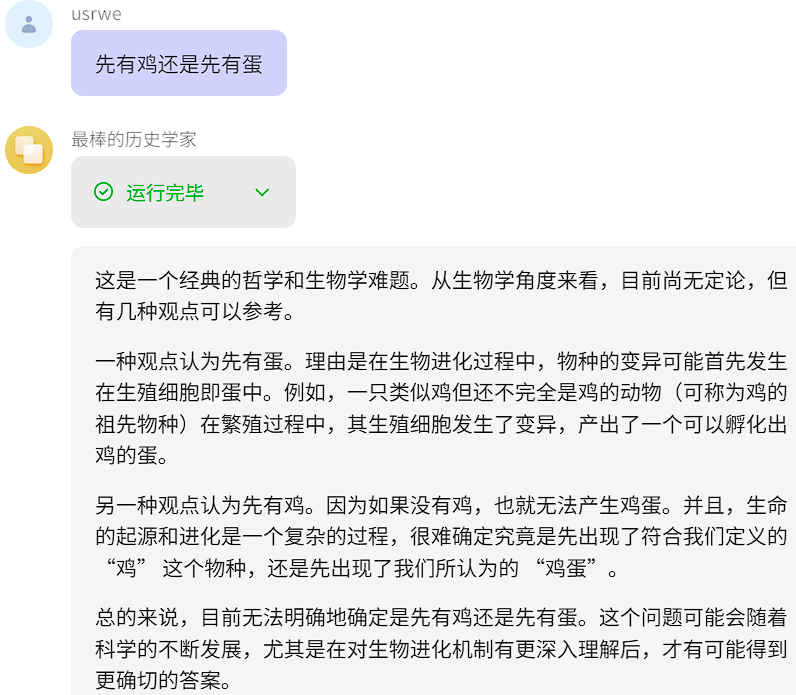 usrwe
先有鸡还是先有蛋
最棒的历史学家
运行完毕
这是一个经典的哲学和生物学难题。从生物学角度来看，目前尚无定论，但
有几种观点可以参考。
一种观点认为先有蛋。理由是在生物进化过程中，物种的变异可能首先发生
在生殖细胞即蛋中。例如，一只类似鸡但还不完全是鸡的动物（可称为鸡的
祖先物种）在繁殖过程中，其生殖细胞发生了变异，产出了一个可以孵化出
鸡的蛋。
另一种观点认为先有鸡。因为如果没有鸡，也就无法产生鸡蛋。并且，生命
的起源和进化是一个复杂的过程，很难确定究竟是先出现了符合我们定义的
“鸡” 这个物种，还是先出现了我们所认为的 “鸡蛋”。
总的来说，目前无法明确地确定是先有鸡还是先有蛋。这个问题可能会随着
科学的不断发展，尤其是在对生物进化机制有更深入理解后，才有可能得到
更确切的答案。